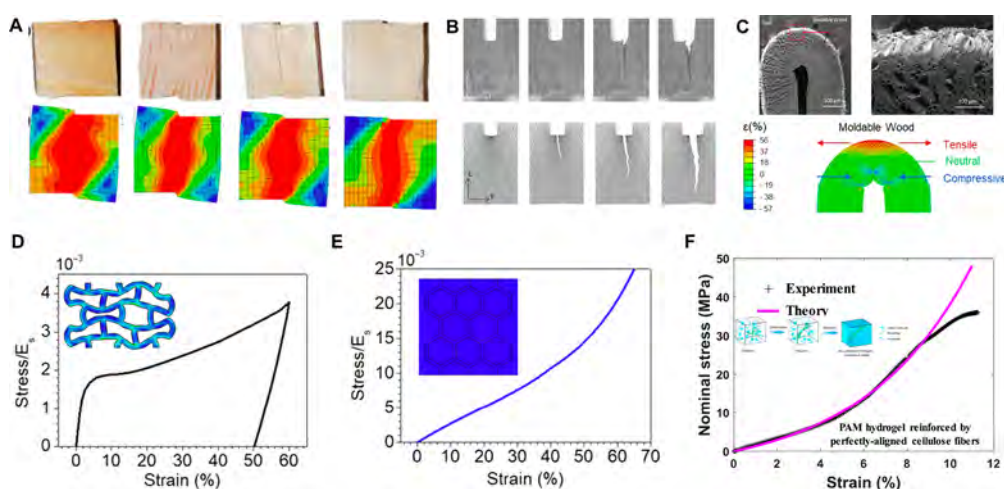 A
B
C
100 μm
ε(%)
56
36
18
0
- 19
- 38
- 57
Moldable Wood
Tensile
Neutral
Compressive
D
10⁻³
4
3
2
1
0
Stress/Eₛ
0 10 20 30 40 50 60
Strain (%)
E
10⁻³
25
20
15
10
5
0
Stress/Eₛ
0 10 20 30 40 50 60 70
Strain (%)
F
50
40
30
20
10
0
Nominal stress (MPa)
Experiment
Theory
PAM hydrogel reinforced by
perfectly-aligned cellulose fibers
0 2 4 6 8 10 12
Strain (%)